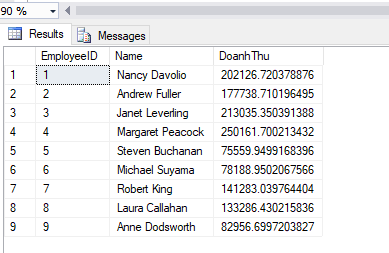 90 %
Results Messages
EmployeeID Name DoanhThu
1 1 Nancy Davolio 202126.720378876
2 2 Andrew Fuller 177738.710196495
3 3 Janet Leverling 213035.350391388
4 4 Margaret Peacock 250161.700213432
5 5 Steven Buchanan 75559.9499168396
6 6 Michael Suyama 78188.9502067566
7 7 Robert King 141283.039764404
8 8 Laura Callahan 133286.430215836
9 9 Anne Dodsworth 82956.6997203827